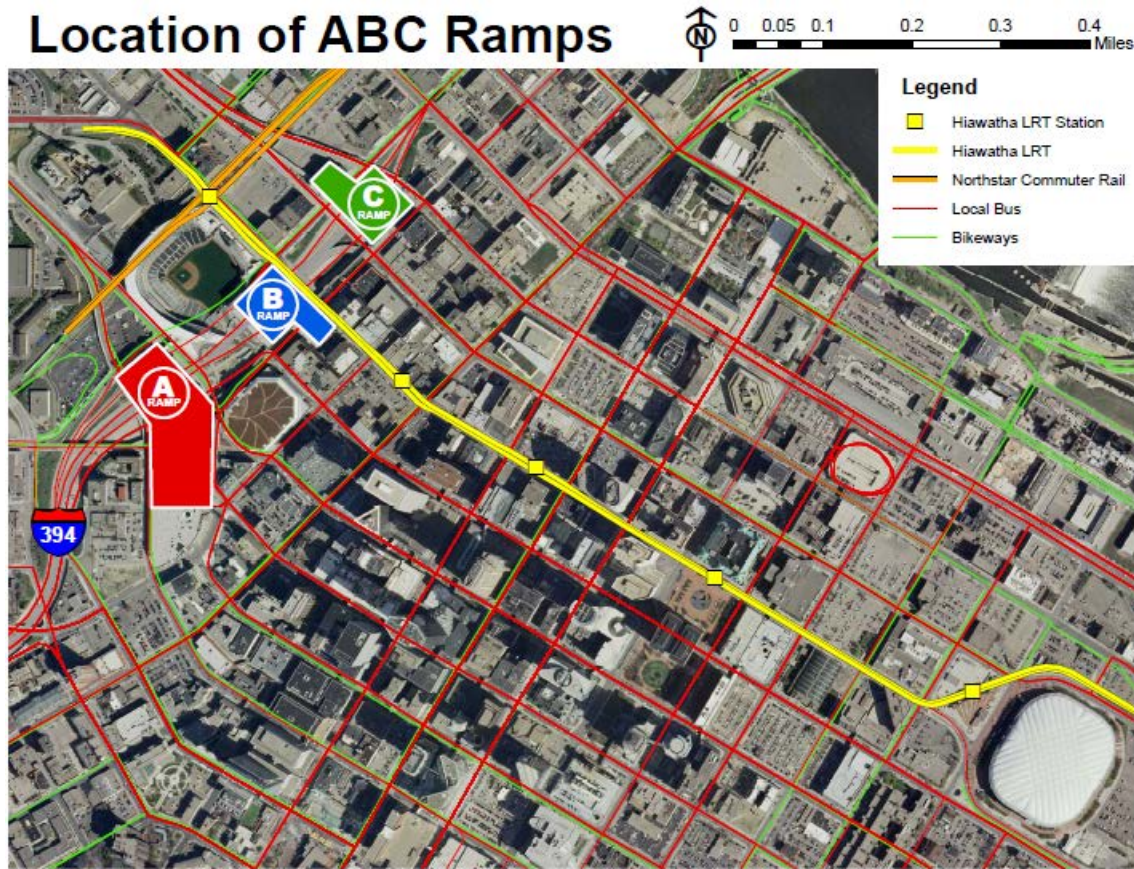 Location of ABC Ramps
N
0 0.05 0.1 0.2 0.3 0.4
Miles
Legend
Hiawatha LRT Station
Hiawatha LRT
Northstar Commuter Rail
Local Bus
Bikeways
C
RAMP
B
RAMP
A
RAMP
394